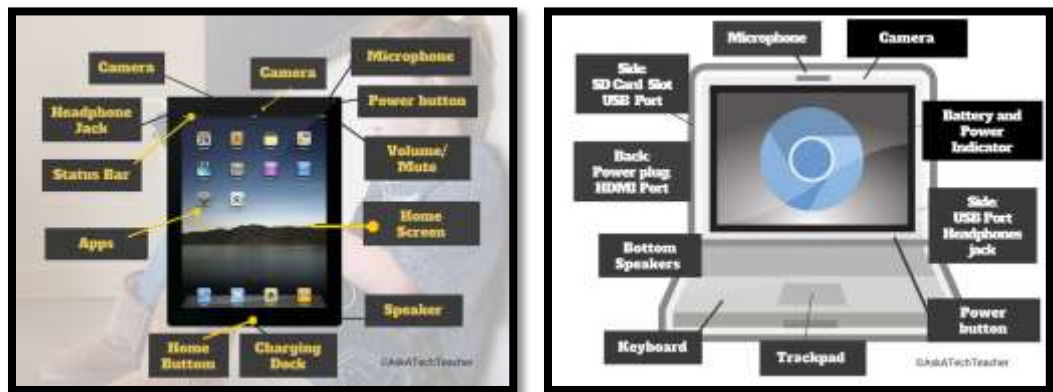 Camera
Camera
Microphone
Headphone
Jack
Power button
Volume/
Mute
Status Bar
Home
Screen
Apps
Speaker
Home
Button
Charging
Dock
©AskATechTeacher
Microphone
Camera
Side:
SD Card Slot
USB Port
Battery and
Power
Indicator
Back:
Power plug
HDMI Port
Side:
USB Port
Headphones
jack
Bottom
Speakers
Power
button
Keyboard
Trackpad
©AskATechTeacher